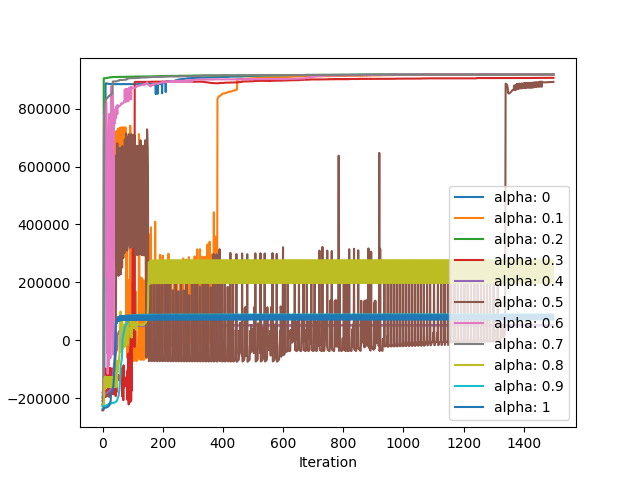 800000
600000
400000
200000
0
−200000
0
200
400
600
800
1000
1200
1400
Iteration
alpha: 0
alpha: 0.1
alpha: 0.2
alpha: 0.3
alpha: 0.4
alpha: 0.5
alpha: 0.6
alpha: 0.7
alpha: 0.8
alpha: 0.9
alpha: 1